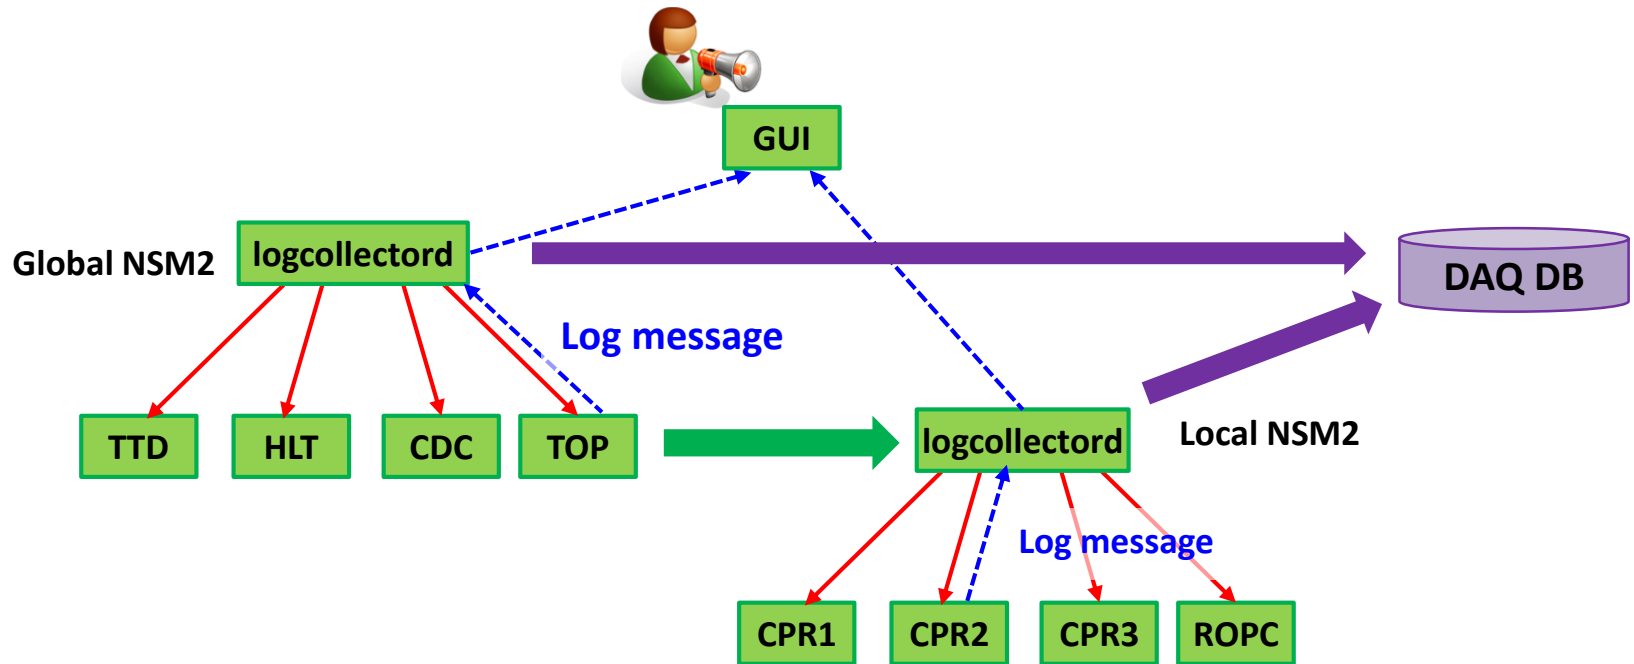 GUI
Global NSM2
logcollectord
DAQ DB
Log message
TTD
HLT
CDC
TOP
logcollectord
Local NSM2
Log message
CPR1
CPR2
CPR3
ROPC